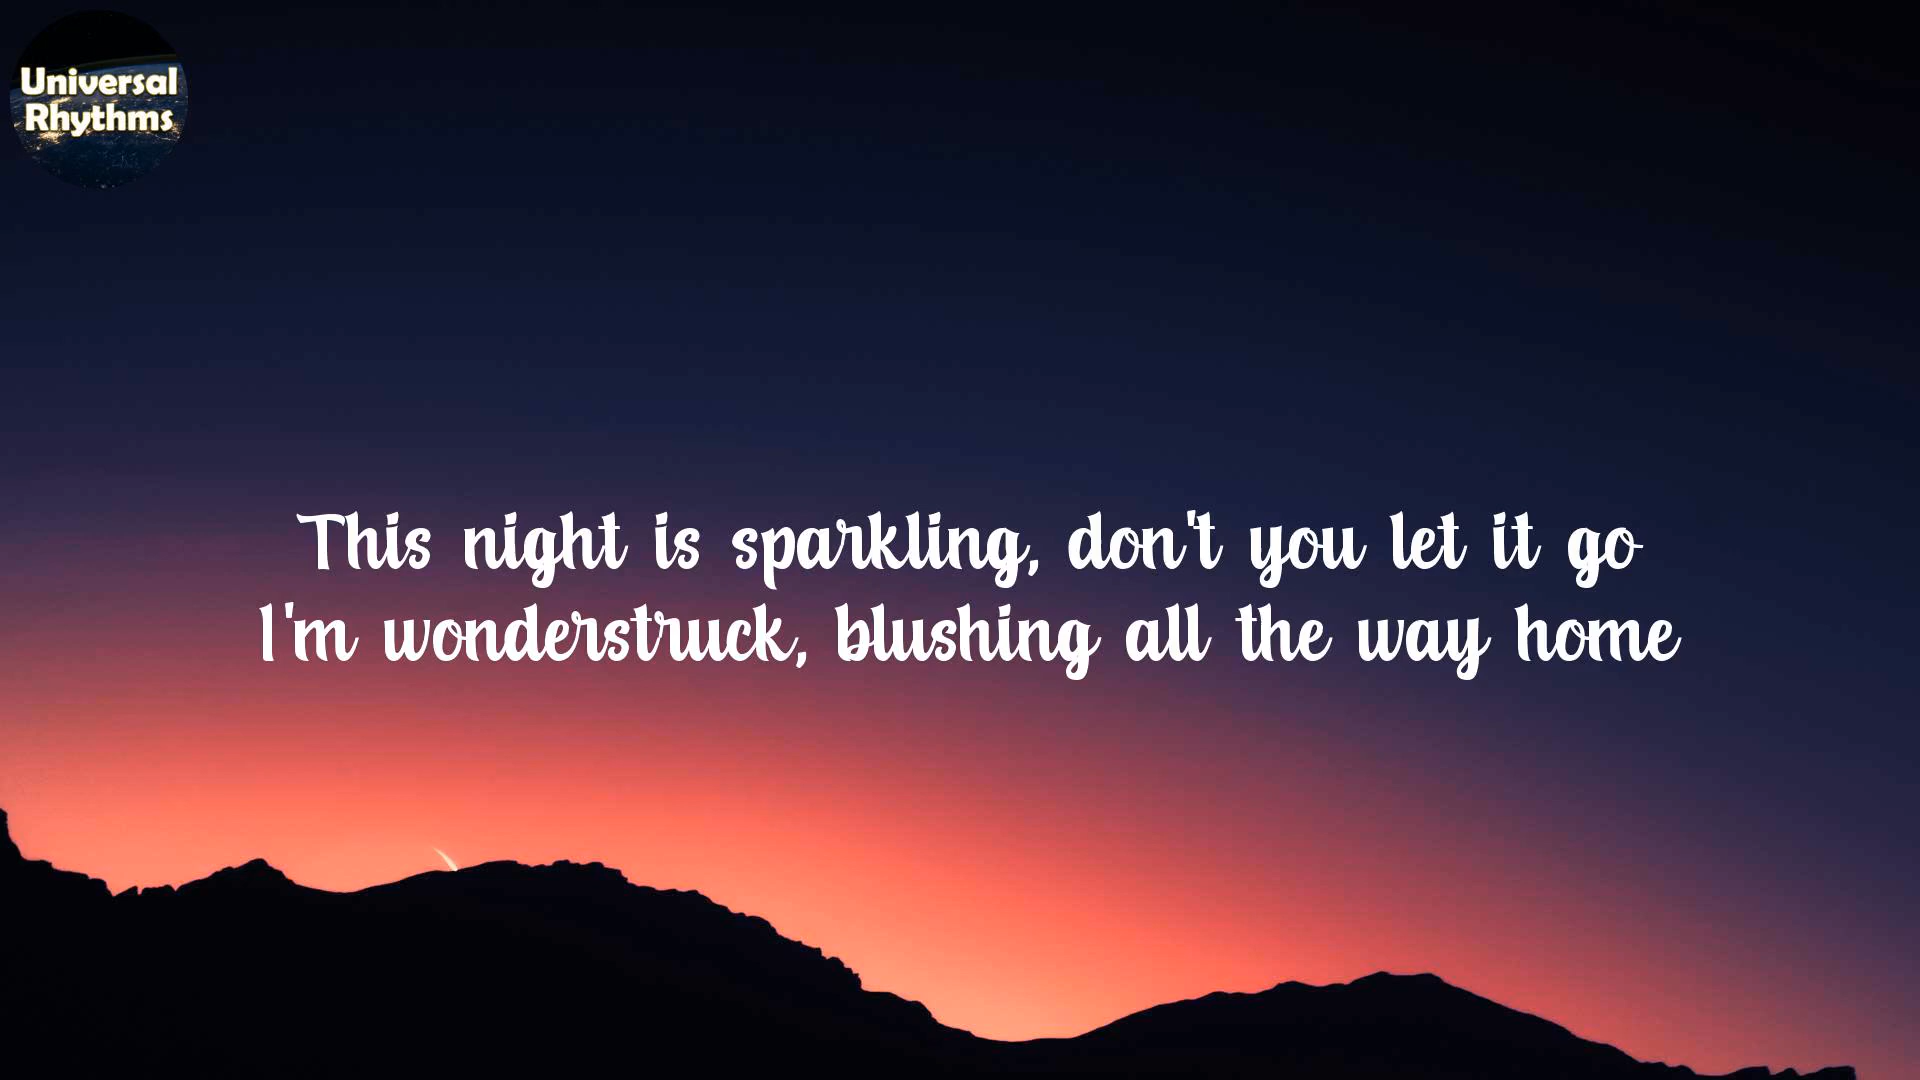 Universal
Rhythms
This night is sparkling, don't you let it go
I'm wonderstruck, blushing all the way home